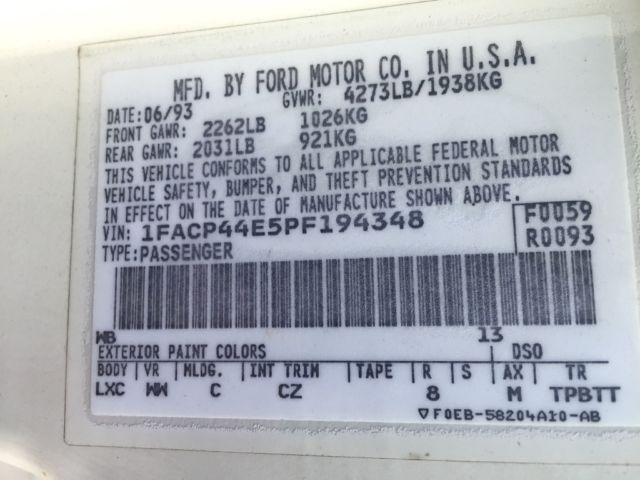 MFD. BY FORD MOTOR CO. IN U.S.A.
DATE: 06/93 GVWR: 4273LB/1938KG
FRONT GAWR: 2262LB 1026KG
REAR GAWR: 2031LB 921KG
THIS VEHICLE CONFORMS TO ALL APPLICABLE FEDERAL MOTOR
VEHICLE SAFETY, BUMPER, AND THEFT PREVENTION STANDARDS
IN EFFECT ON THE DATE OF MANUFACTURE SHOWN ABOVE.
VIN: 1FACP44E5PF194348 F0059
TYPE: PASSENGER R0093
WB 13
EXTERIOR PAINT COLORS DSO
BODY VR MLDG. INT TRIM TAPE R S AX TR
LXC WW C CZ 8 M TPBTT
▽F0EB-58204A10-AB